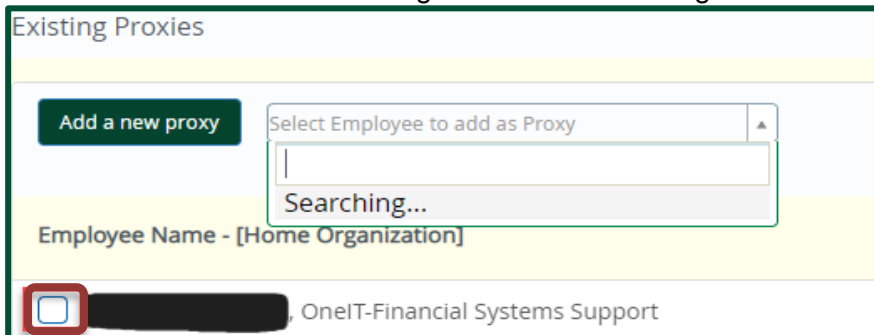 Existing Proxies
Add a new proxy
Select Employee to add as Proxy
Searching...
Employee Name - [Home Organization]
, OneIT-Financial Systems Support